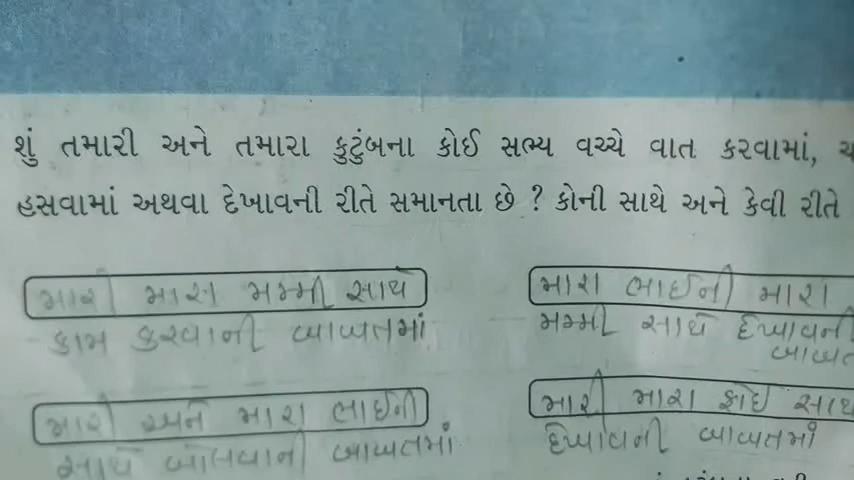 શું તમારી અને તમારા કુટુંબના કોઈ સભ્ય વચ્ચે વાત કરવામાં,
હસવામાં અથવા દેખાવની રીતે સમાનતા છે ? કોની સાથે અને કેવી રીતે
મારી મારા મમ્મી સાથે
કામ કરવાની બાબતમાં
મારા ભાઈની મારા
મમ્મી સાથે દેખાવની
બાબત
મારી અને મારા ભાઈની
સાથે બોલવાની બાબતમાં
મારી મારા ફોઈ સાથ
દેખાવની બાબતમાં